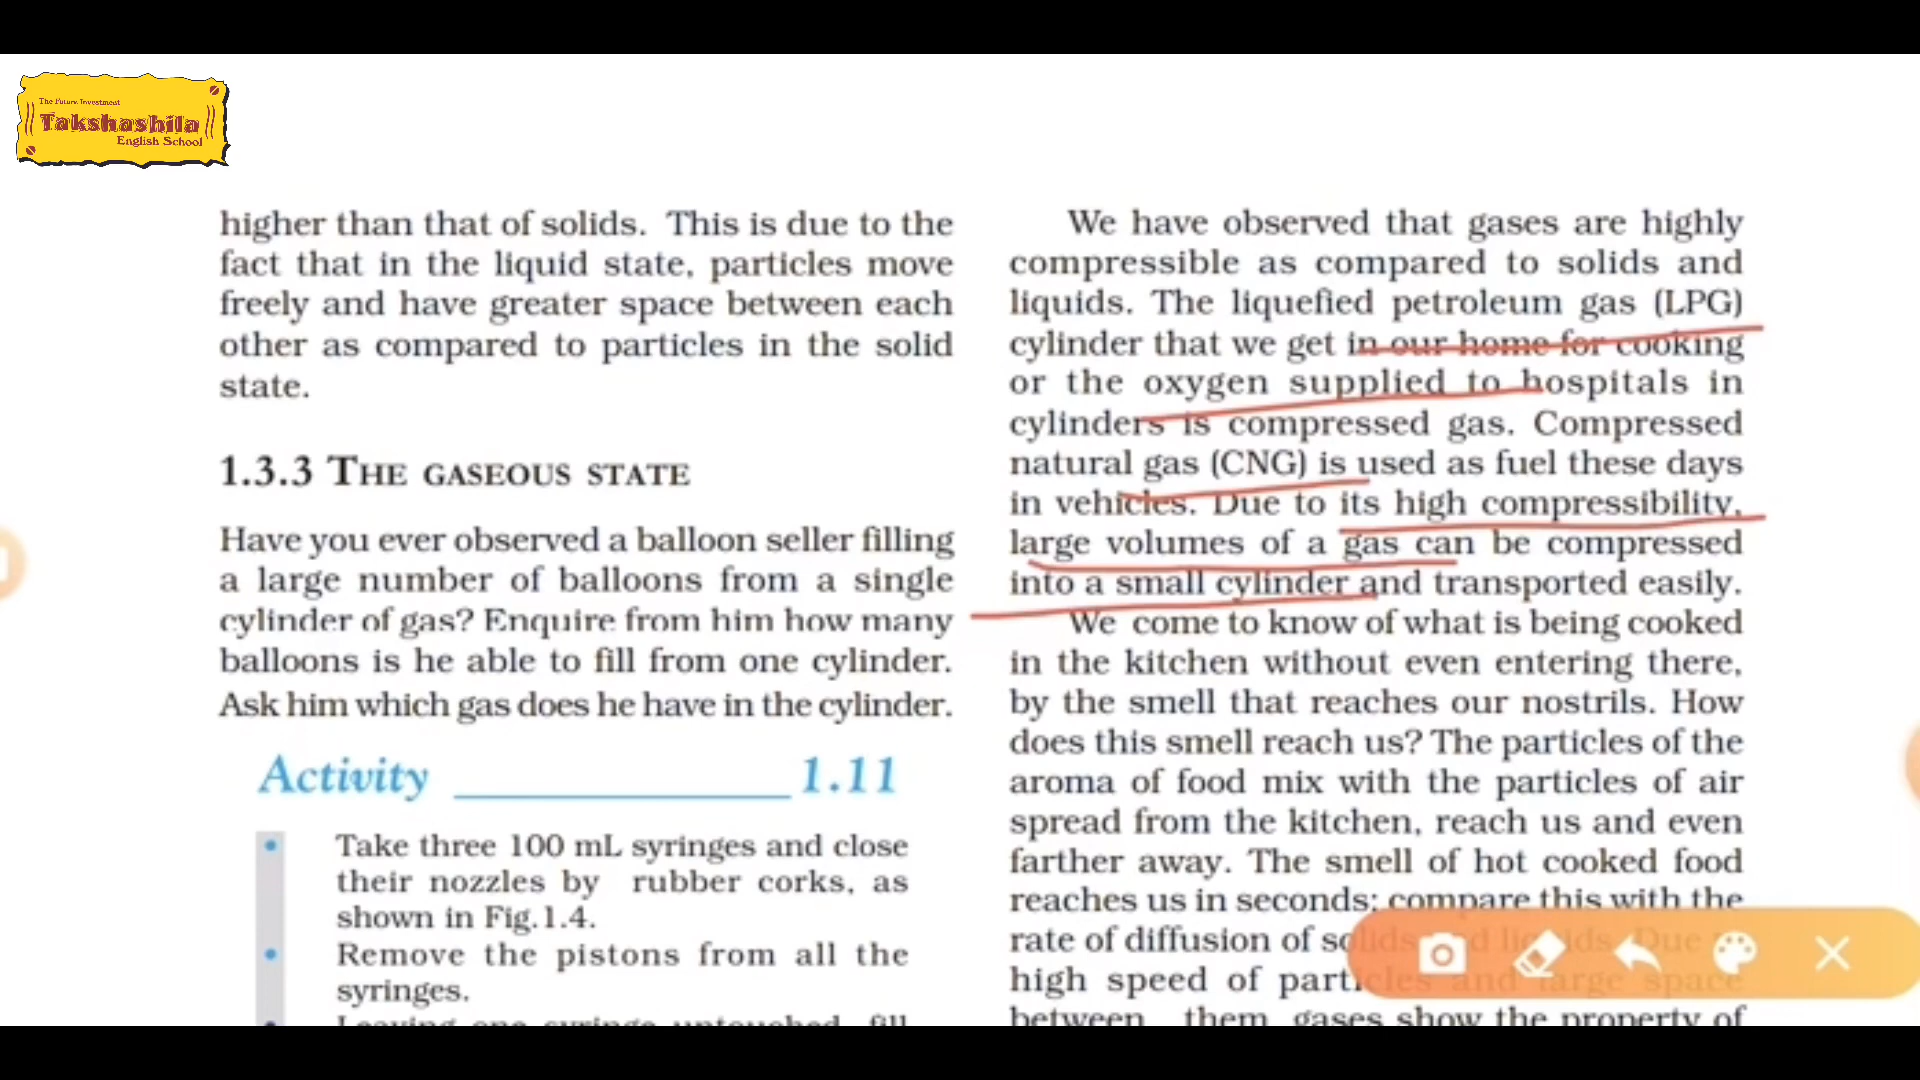 The Future Investment
Takshashila
English School
higher than that of solids. This is due to the
fact that in the liquid state, particles move
freely and have greater space between each
other as compared to particles in the solid
state.
1.3.3 THE GASEOUS STATE
Have you ever observed a balloon seller filling
a large number of balloons from a single
cylinder of gas? Enquire from him how many
balloons is he able to fill from one cylinder.
Ask him which gas does he have in the cylinder.
Activity 1.11
• Take three 100 mL syringes and close
their nozzles by rubber corks, as
shown in Fig.1.4.
• Remove the pistons from all the
syringes.
• Leaving one syringe untouched, fill
We have observed that gases are highly
compressible as compared to solids and
liquids. The liquefied petroleum gas (LPG)
cylinder that we get in our home for cooking
or the oxygen supplied to hospitals in
cylinders is compressed gas. Compressed
natural gas (CNG) is used as fuel these days
in vehicles. Due to its high compressibility,
large volumes of a gas can be compressed
into a small cylinder and transported easily.
We come to know of what is being cooked
in the kitchen without even entering there,
by the smell that reaches our nostrils. How
does this smell reach us? The particles of the
aroma of food mix with the particles of air
spread from the kitchen, reach us and even
farther away. The smell of hot cooked food
reaches us in seconds; compare this with the
rate of diffusion of solids and liquids. Due
high speed of particles and large space
between them, gases show the property of